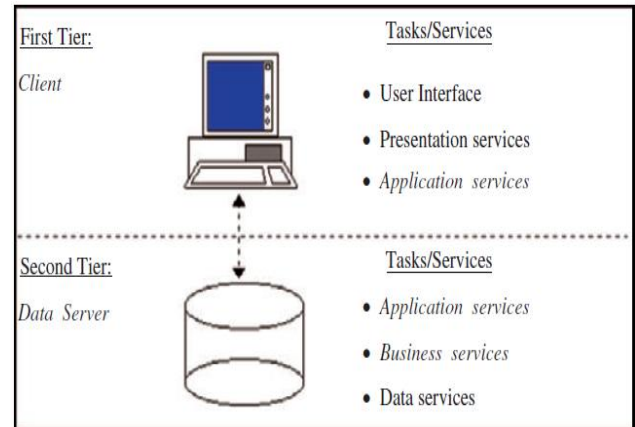 First Tier:
Client
Tasks/Services
• User Interface
• Presentation services
• Application services
Second Tier:
Data Server
Tasks/Services
• Application services
• Business services
• Data services